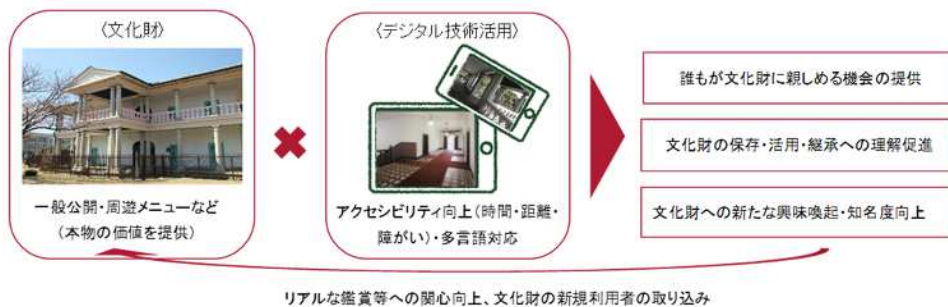 〈文化財〉
一般公開・周遊メニューなど
（本物の価値を提供）
〈デジタル技術活用〉
アクセシビリティ向上（時間・距離・
障がい）・多言語対応
誰もが文化財に親しめる機会の提供
文化財の保存・活用・継承への理解促進
文化財への新たな興味喚起・知名度向上
リアルな鑑賞等への関心向上、文化財の新規利用者の取り込み